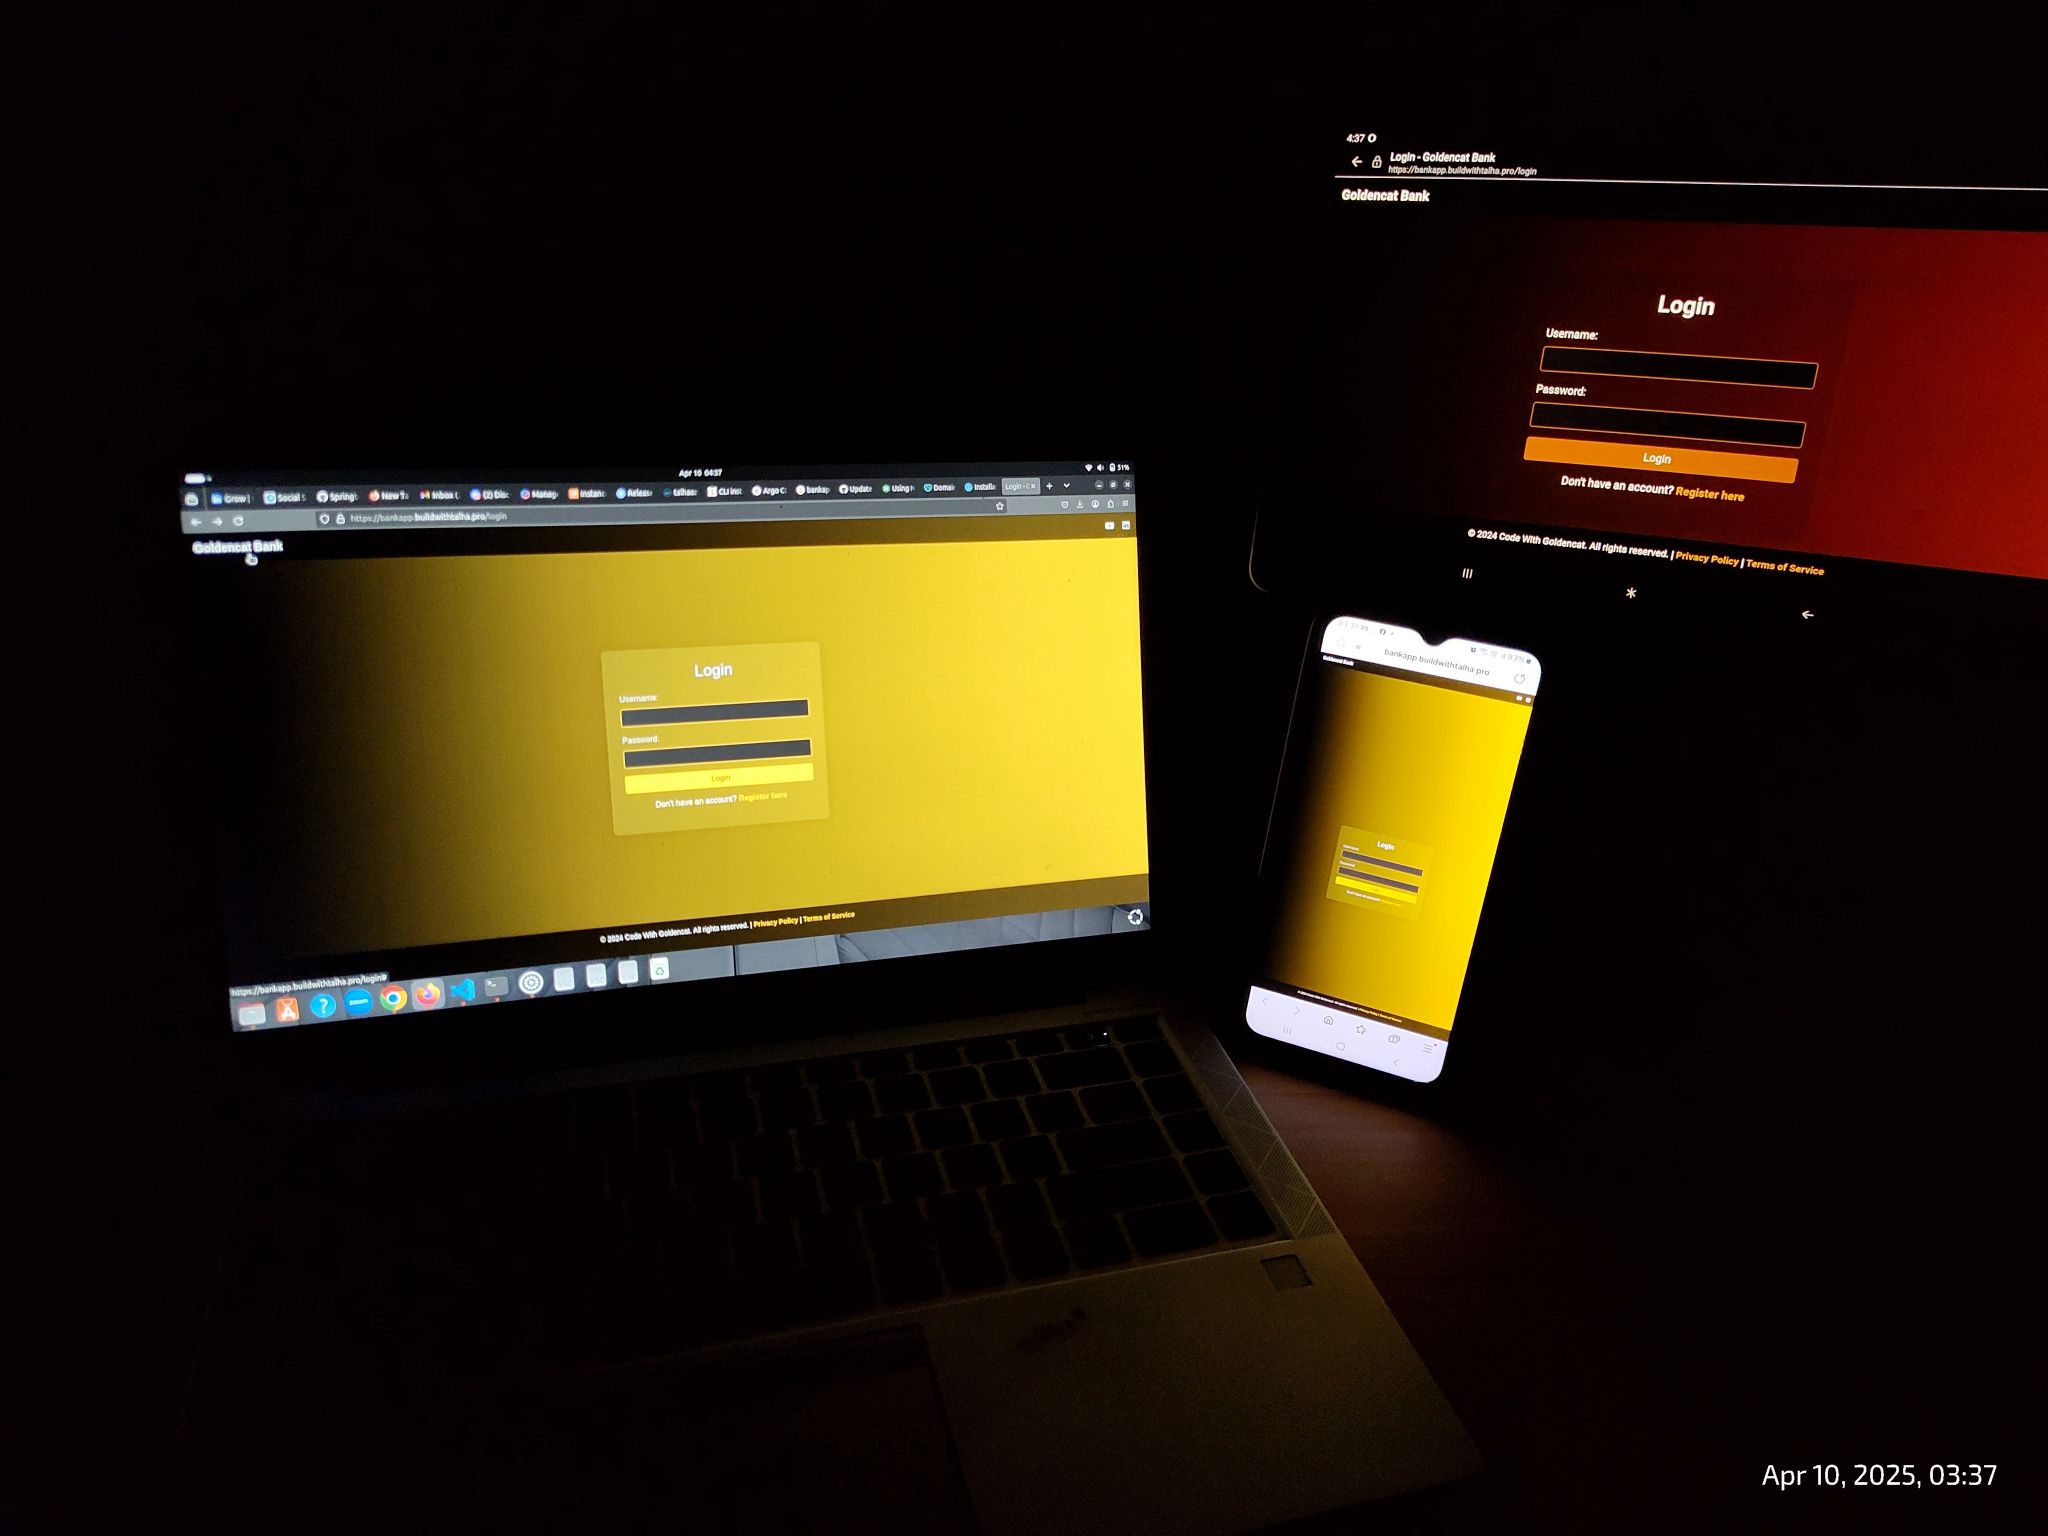 Apr 10 04:37
Grow
Social S
Spring
New Ta
Inbox (
(2) Disc
Manag
Instanc
Release
talhaa
CLI inst
Argo C
bankap
Update
Using N
Domai
Installa
Login - G
51%
https://bankapp.buildwithtalha.pro/login
Goldencat Bank
Login
Username:
Password:
Login
Don't have an account? Register here
© 2024 Code With Goldencat. All rights reserved. | Privacy Policy | Terms of Service
https://bankapp.buildwithtalha.pro/login#
zoom
4:37
Login - Goldencat Bank
https://bankapp.buildwithtalha.pro/login
Goldencat Bank
Login
Username:
Password:
Login
Don't have an account? Register here
© 2024 Code With Goldencat. All rights reserved. | Privacy Policy | Terms of Service
03:37
83%
bankapp.buildwithtalha.pro
Goldencat Bank
Login
Username:
Password:
Don't have an account?
Apr 10, 2025, 03:37